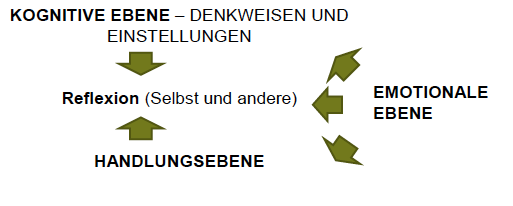 KOGNITIVE EBENE – DENKWEISEN UND
EINSTELLUNGEN
Reflexion (Selbst und andere)
EMOTIONALE
EBENE
HANDLUNGSEBENE